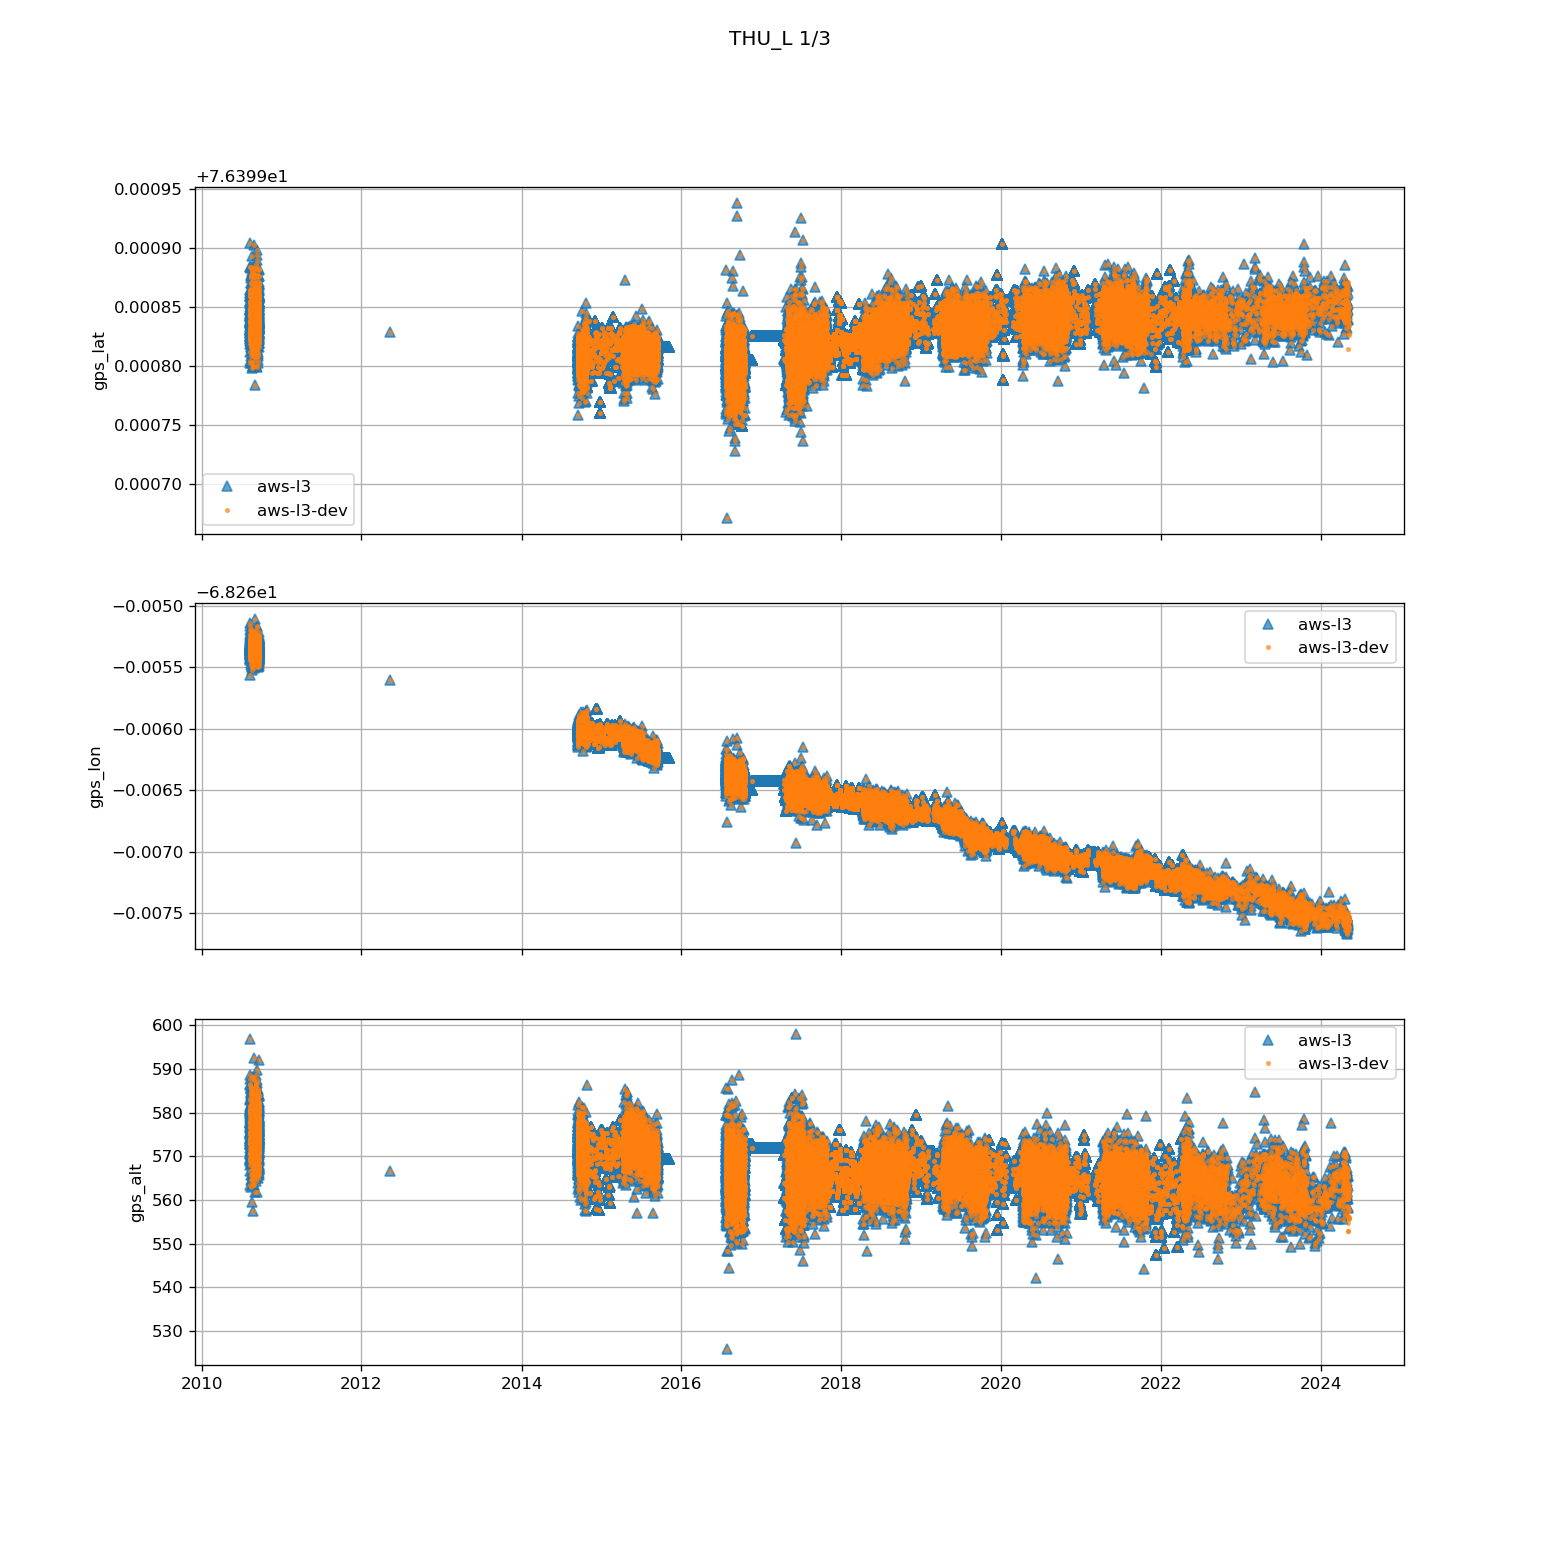 THU_L 1/3
+7.6399e1
0.00095
0.00090
0.00085
0.00080
0.00075
0.00070
gps_lat
aws-l3
aws-l3-dev
−6.826e1
−0.0050
−0.0055
−0.0060
−0.0065
−0.0070
−0.0075
gps_lon
aws-l3
aws-l3-dev
600
590
580
570
560
550
540
530
gps_alt
aws-l3
aws-l3-dev
2010 2012 2014 2016 2018 2020 2022 2024